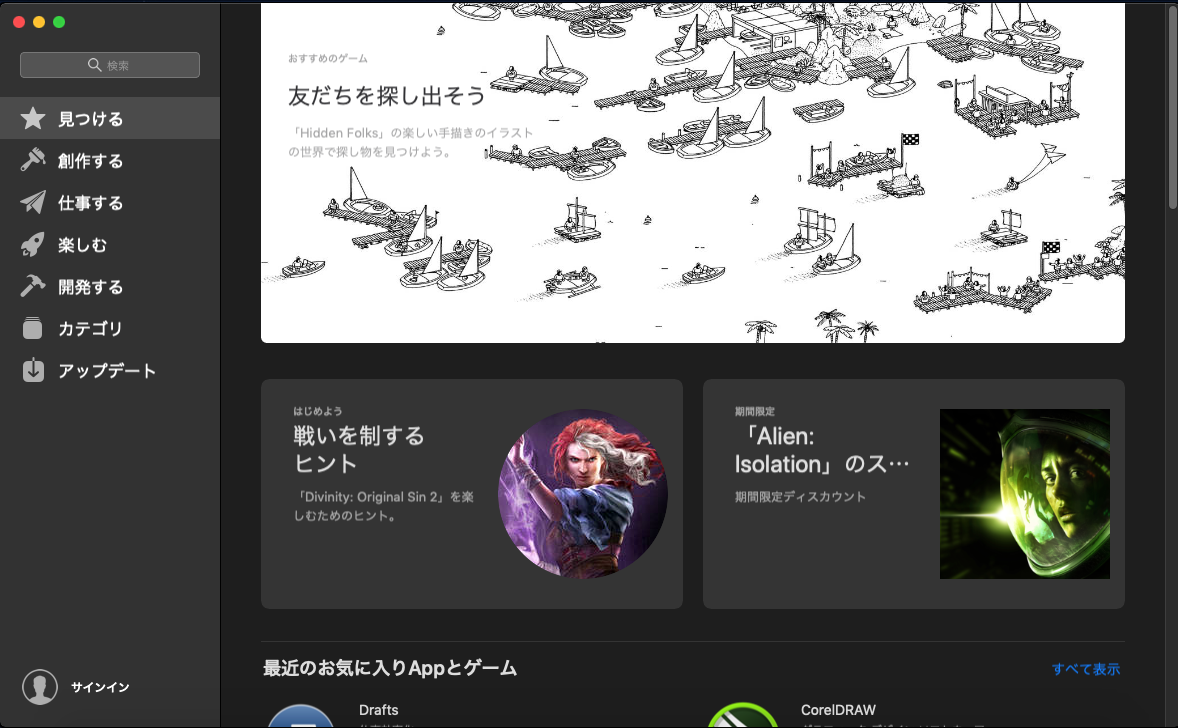 検索
見つける
創作する
仕事する
楽しむ
開発する
カテゴリ
アップデート
サインイン
おすすめのゲーム
友だちを探し出そう
「Hidden Folks」の楽しい手描きのイラスト
の世界で探し物を見つけよう。
はじめよう
戦いを制する
ヒント
「Divinity: Original Sin 2」を楽
しむためのヒント。
期間限定
「Alien:
Isolation」のス…
期間限定ディスカウント
最近のお気に入りAppとゲーム
すべて表示
Drafts
CorelDRAW